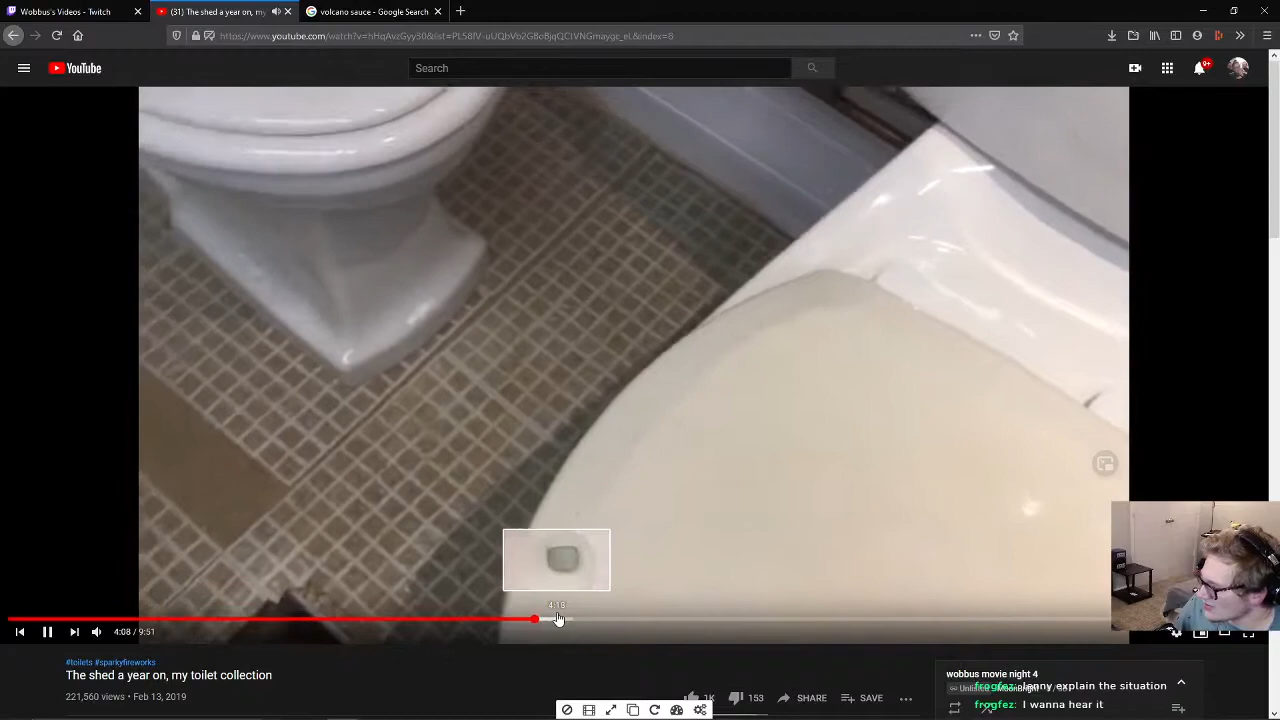 Wobbus's Videos - Twitch
(31) The shed a year on, my
volcano sauce - Google Search
YouTube
Search
9+
4:18
4:08 / 9:51
#toilets #sparkyfireworks
The shed a year on, my toilet collection
221,560 views • Feb 13, 2019
1K
153
SHARE
SAVE
wobbus movie night 4
frogfez: lenny explain the situation
frogfez: I wanna hear it